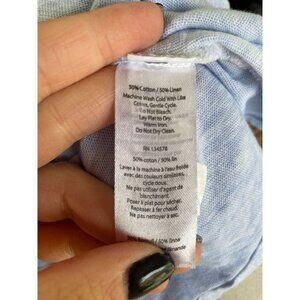 50% Cotton / 50% Linen
Machine Wash Cold With Like
Colors, Gentle Cycle.
Do Not Bleach.
Lay Flat to Dry.
Warm Iron.
Do Not Dry Clean.
RN 134578
50% coton / 50% lin
Laver à la machine à l'eau froide
avec des couleurs similaires,
cycle doux.
Ne pas utiliser d'agent de
blanchiment.
Poser à plat pour sécher.
Repasser à fer chaud.
Ne pas nettoyer à sec.
/ 50%